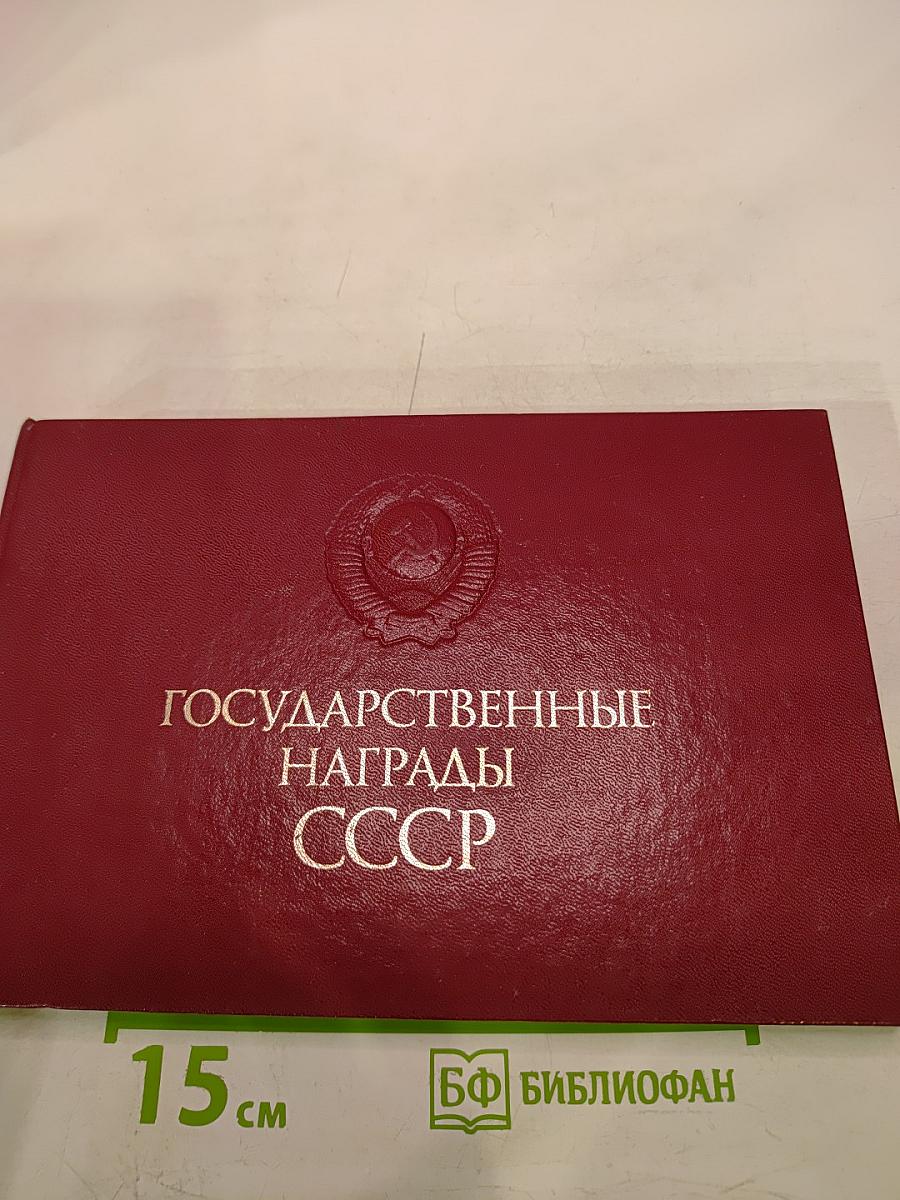 ГОСУДАРСТВЕННЫЕ
НАГРАДЫ
СССР
15 см
БФ БИБЛИОФАН